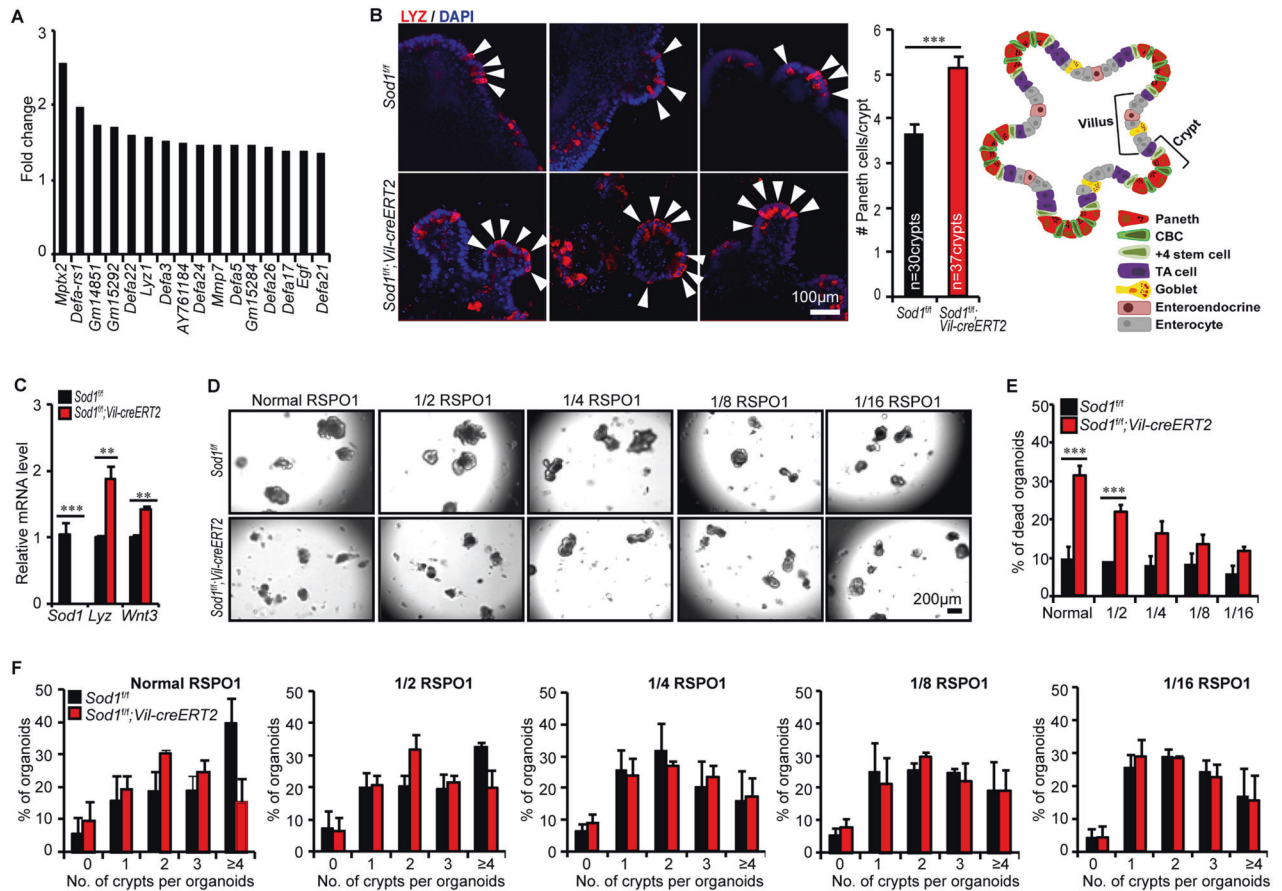 A
Fold change
3
2
1
0
Mptx2
Defa-rs1
Gm14851
Gm15292
Defa22
Lyz1
Defa3
AY761184
Defa24
Mmp7
Defa5
Gm15284
Defa26
Defa17
Egf
Defa21
B
LYZ / DAPI
Sod1f/f
Sod1f/f;Vil-creERT2
100μm
# Paneth cells/crypt
6
5
4
3
2
1
0
***
n=30crypts
n=37crypts
Sod1f/f
Sod1f/f;
Vil-creERT2
Villus
Crypt
Paneth
CBC
+4 stem cell
TA cell
Goblet
Enteroendocrine
Enterocyte
C
Sod1f/f
Sod1f/f;Vil-creERT2
Relative mRNA level
3
2
1
0
***
**
**
Sod1 Lyz Wnt3
D
Normal RSPO1 1/2 RSPO1 1/4 RSPO1 1/8 RSPO1 1/16 RSPO1
Sod1f/f
Sod1f/f;Vil-creERT2
200μm
E
Sod1f/f
Sod1f/f;Vil-creERT2
% of dead organoids
50
40
30
20
10
0
***
***
Normal 1/2 1/4 1/8 1/16
F
Normal RSPO1
Sod1f/f
Sod1f/f;Vil-creERT2
% of organoids
50
40
30
20
10
0
0 1 2 3 ≥4
No. of crypts per organoids
1/2 RSPO1
% of organoids
50
40
30
20
10
0
0 1 2 3 ≥4
No. of crypts per organoids
1/4 RSPO1
% of organoids
50
40
30
20
10
0
0 1 2 3 ≥4
No. of crypts per organoids
1/8 RSPO1
% of organoids
50
40
30
20
10
0
0 1 2 3 ≥4
No. of crypts per organoids
1/16 RSPO1
% of organoids
50
40
30
20
10
0
0 1 2 3 ≥4
No. of crypts per organoids